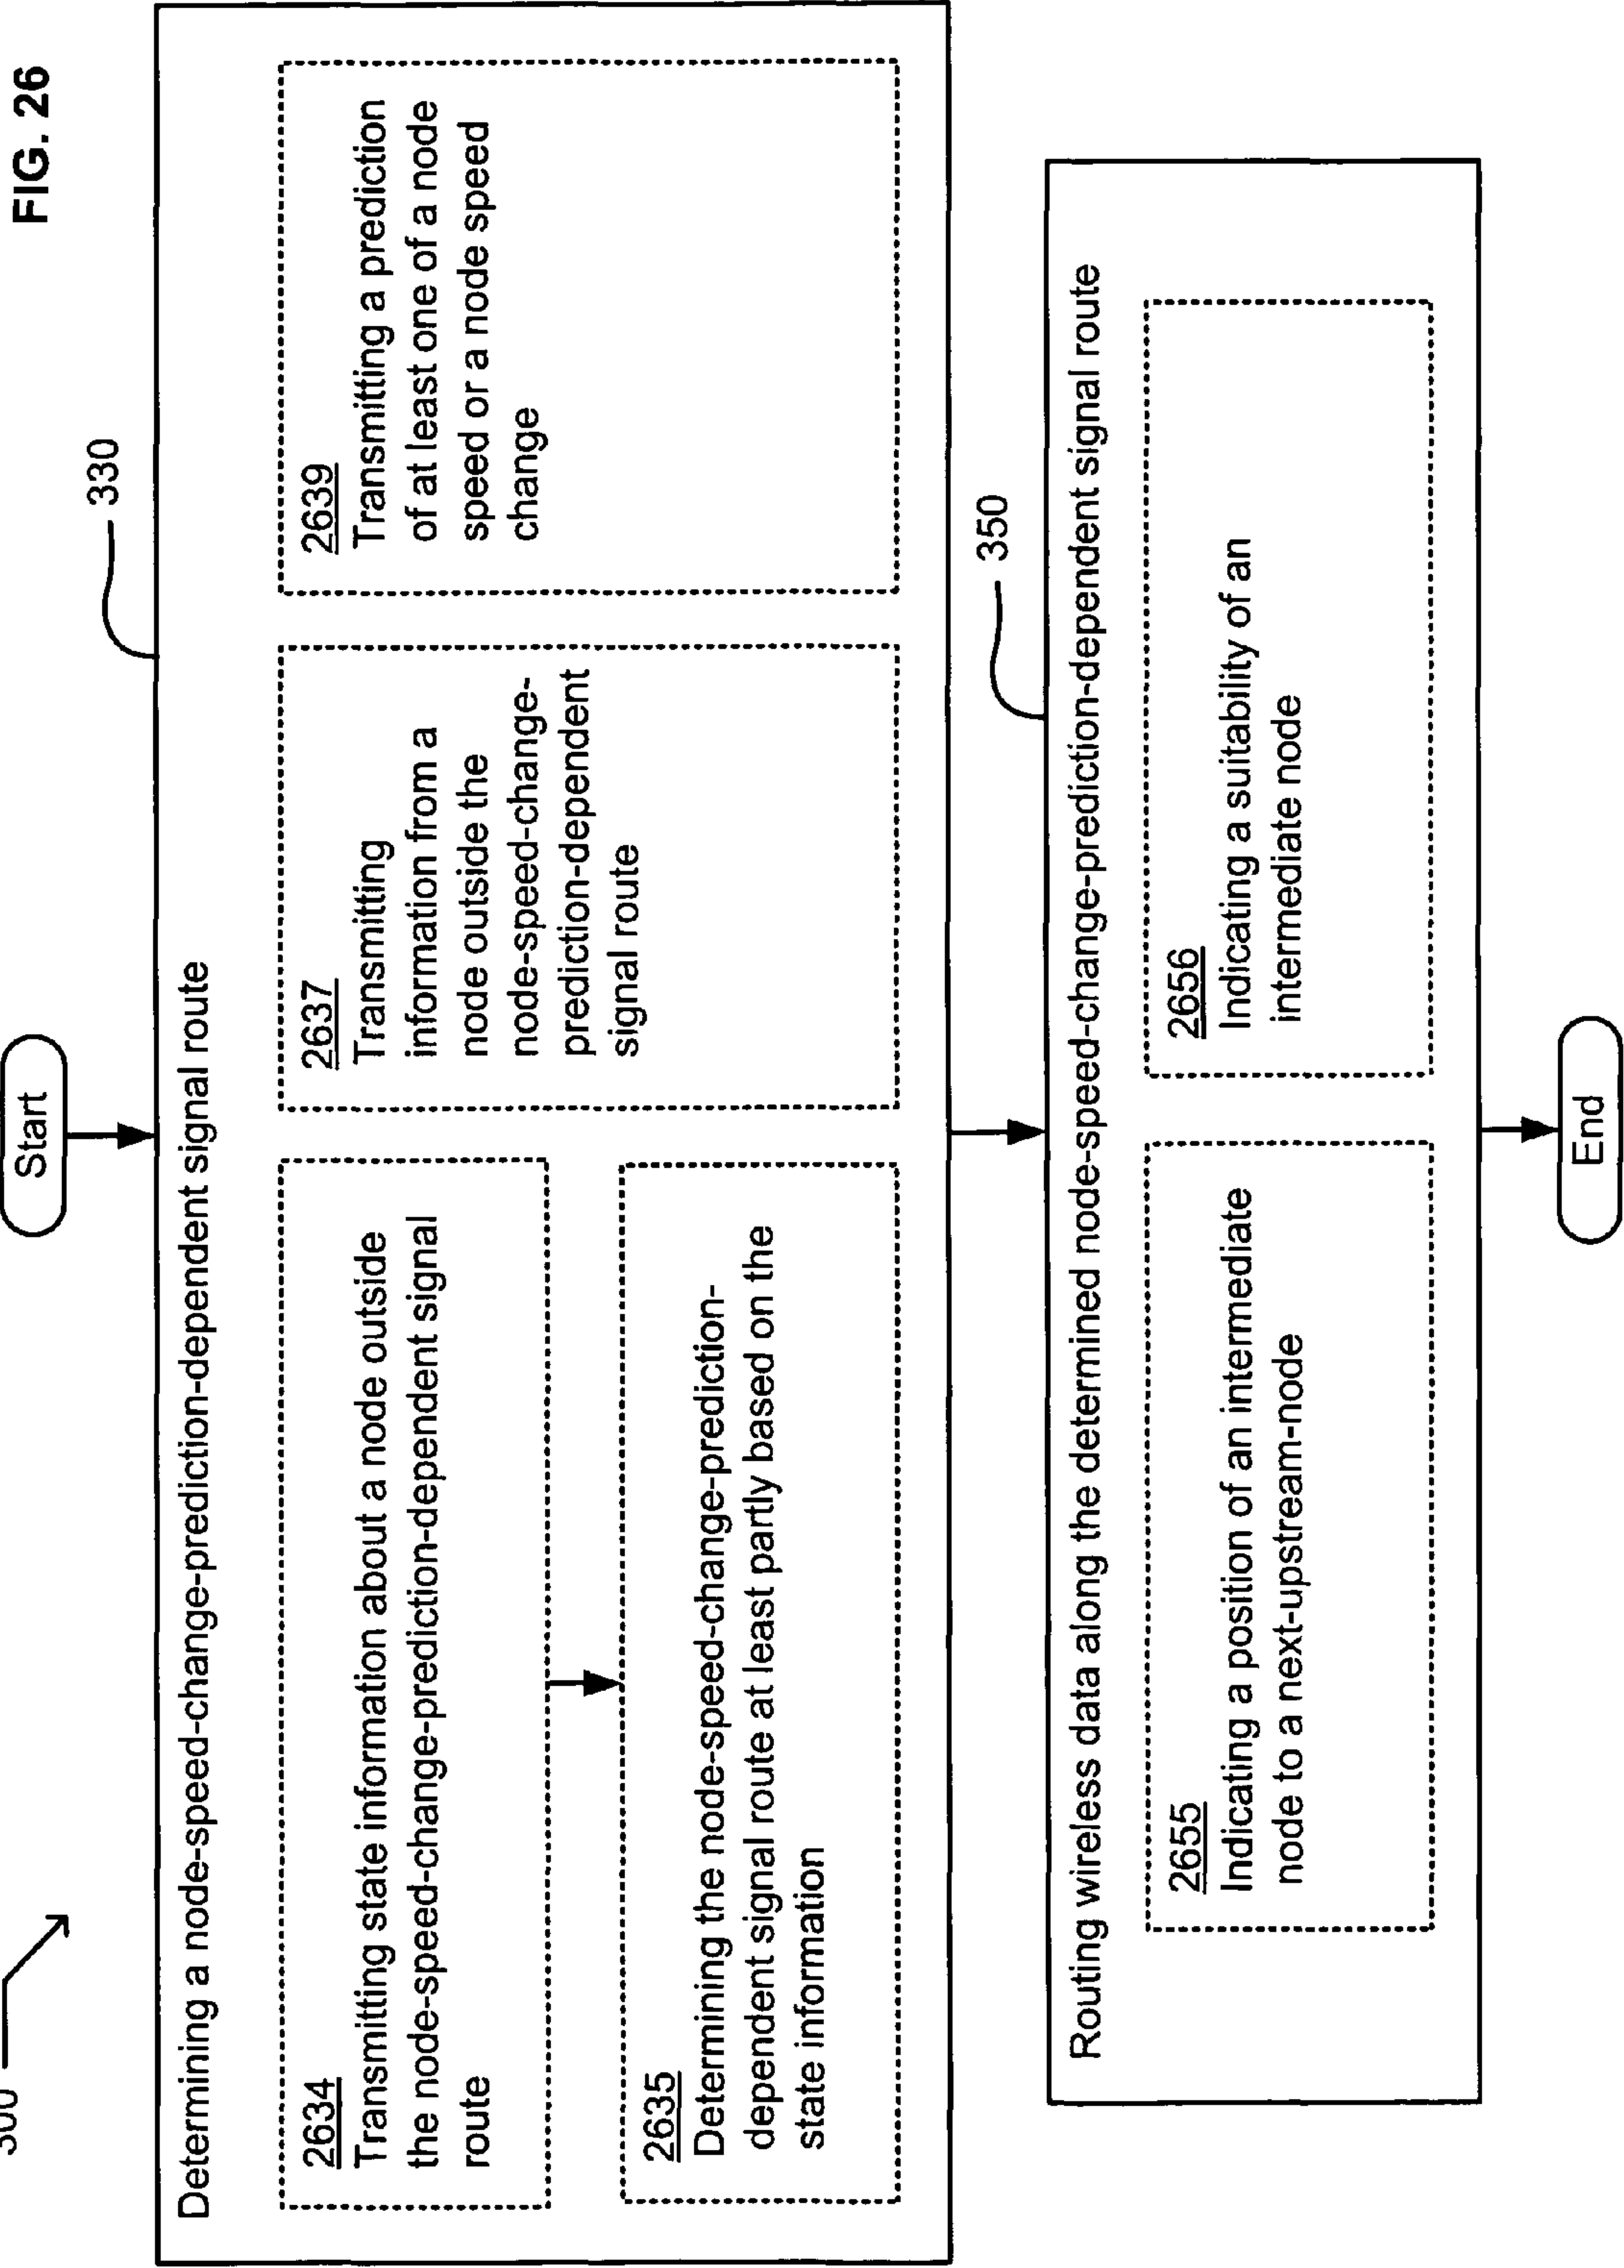 FIG. 26
300
Start
330
Determining a node-speed-change-prediction-dependent signal route
2634
Transmitting state information about a node outside
the node-speed-change-prediction-dependent signal
route
2635
Determining the node-speed-change-prediction-
dependent signal route at least partly based on the
state information
2637
Transmitting
information from a
node outside the
node-speed-change-
prediction-dependent
signal route
2639
Transmitting a prediction
of at least one of a node
speed or a node speed
change
350
Routing wireless data along the determined node-speed-change-prediction-dependent signal route
2655
Indicating a position of an intermediate
node to a next-upstream-node
2656
Indicating a suitability of an
intermediate node
End